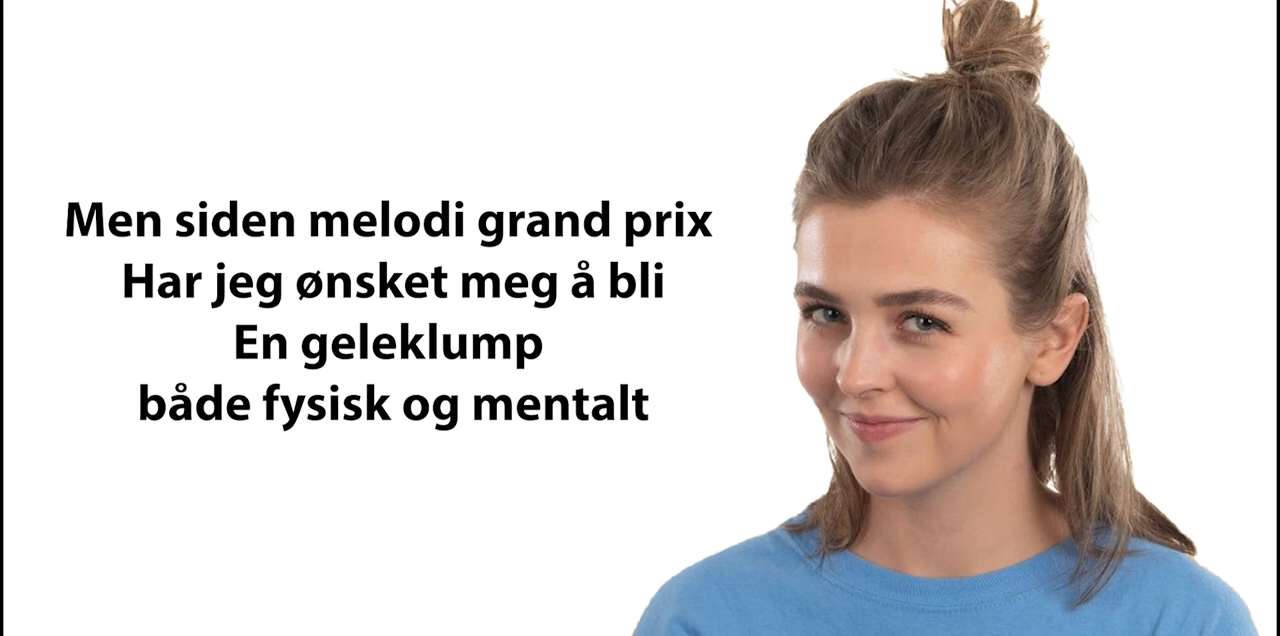 Men siden melodi grand prix
Har jeg ønsket meg å bli
En geleklump
både fysisk og mentalt